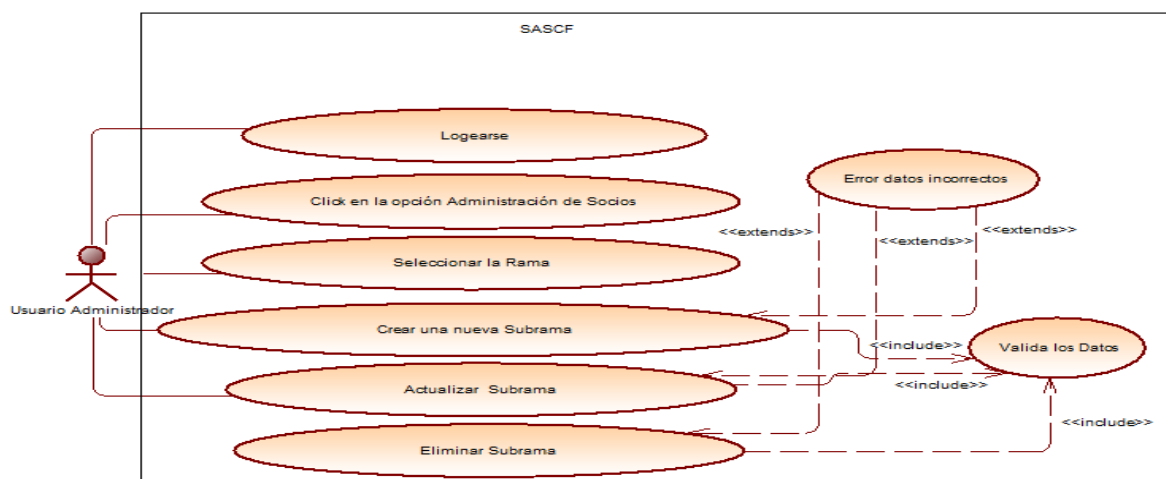 SASCF
Logearse
Error datos incorrectos
Click en la opción Administración de Socios
<<extends>>
<<extends>>
<<extends>>
Seleccionar la Rama
Usuario Administrador
Crear una nueva Subrama
<<include>>
Valida los Datos
Actualizar Subrama
<<include>>
<<include>>
Eliminar Subrama